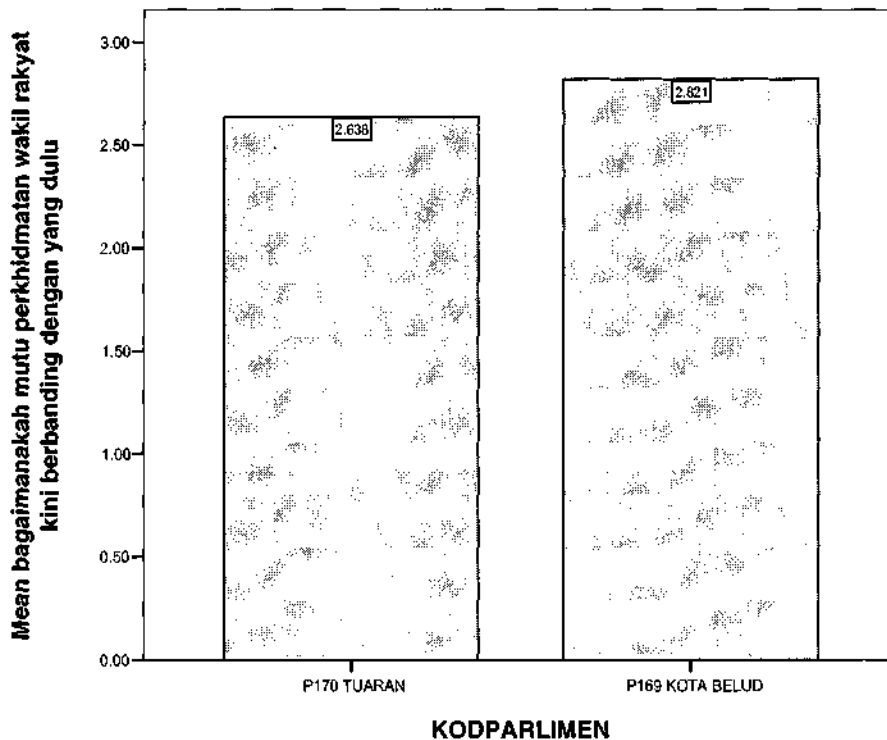 Mean bagaimanakah mutu perkhidmatan wakil rakyat
kini berbanding dengan yang dulu
3.00
2.50
2.00
1.50
1.00
0.50
0.00
2.638
2.821
P170 TUARAN
P169 KOTA BELUD
KODPARLIMEN